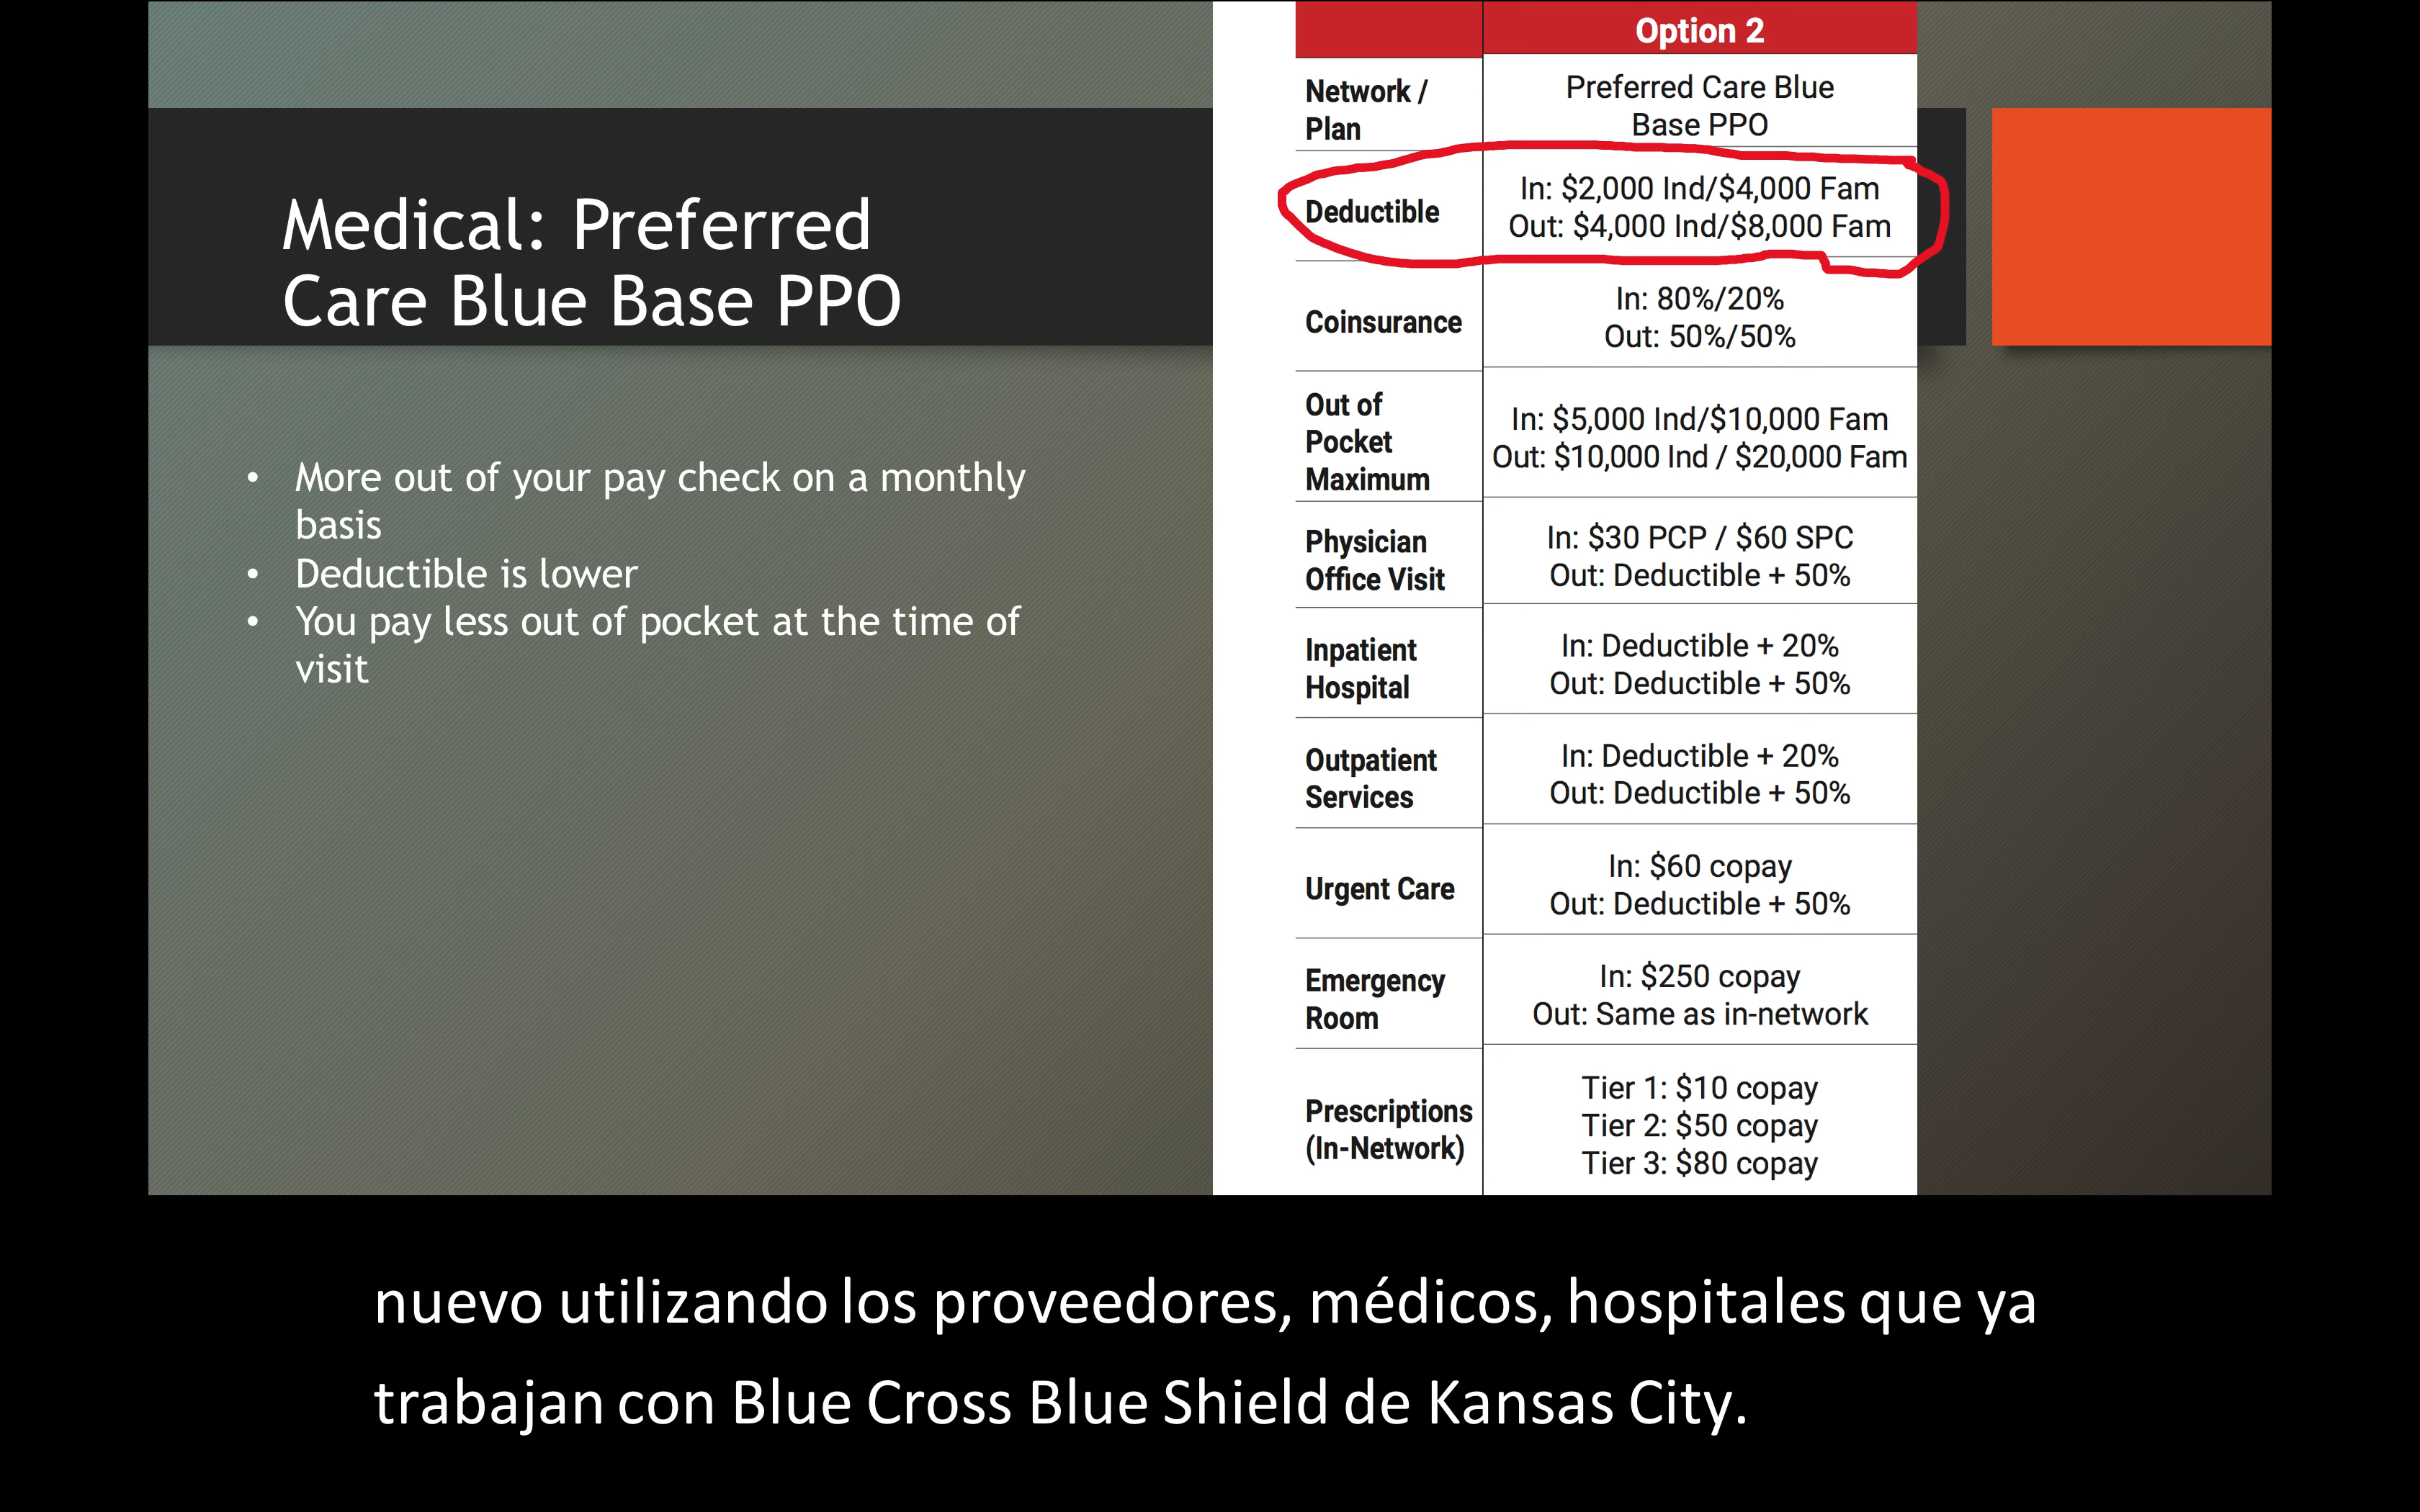 Medical: Preferred
Care Blue Base PPO
• More out of your pay check on a monthly
basis
• Deductible is lower
• You pay less out of pocket at the time of
visit
Option 2
Network /
Plan
Preferred Care Blue
Base PPO
Deductible
In: $2,000 Ind/$4,000 Fam
Out: $4,000 Ind/$8,000 Fam
Coinsurance
In: 80%/20%
Out: 50%/50%
Out of
Pocket
Maximum
In: $5,000 Ind/$10,000 Fam
Out: $10,000 Ind / $20,000 Fam
Physician
Office Visit
In: $30 PCP / $60 SPC
Out: Deductible + 50%
Inpatient
Hospital
In: Deductible + 20%
Out: Deductible + 50%
Outpatient
Services
In: Deductible + 20%
Out: Deductible + 50%
Urgent Care
In: $60 copay
Out: Deductible + 50%
Emergency
Room
In: $250 copay
Out: Same as in-network
Prescriptions
(In-Network)
Tier 1: $10 copay
Tier 2: $50 copay
Tier 3: $80 copay
nuevo utilizando los proveedores, médicos, hospitales que ya
trabajan con Blue Cross Blue Shield de Kansas City.